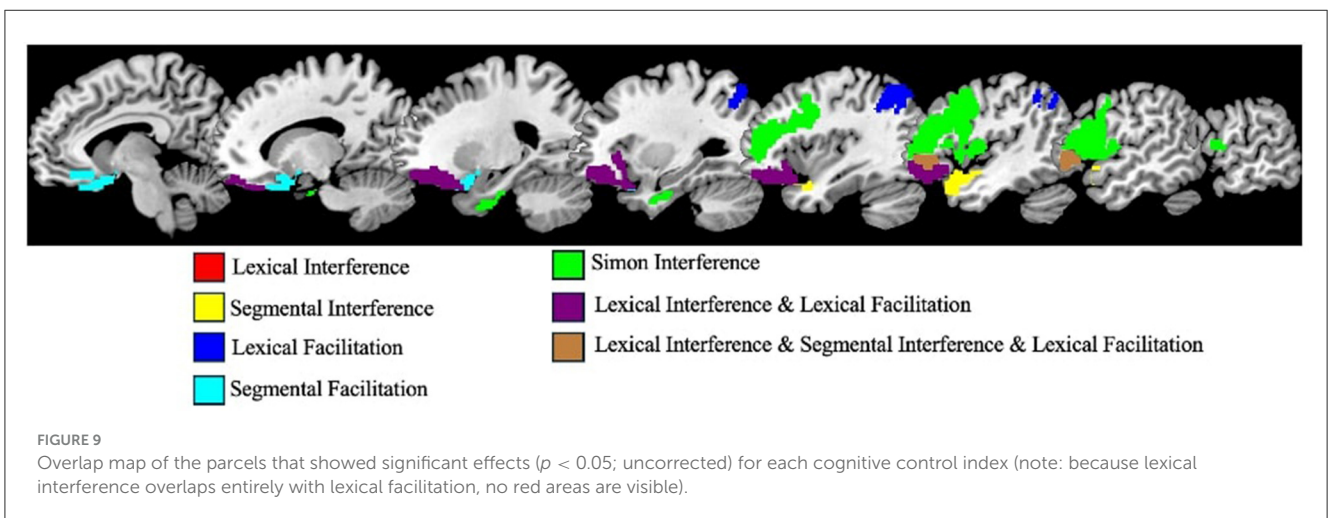 Lexical Interference
Segmental Interference
Lexical Facilitation
Segmental Facilitation
Simon Interference
Lexical Interference & Lexical Facilitation
Lexical Interference & Segmental Interference & Lexical Facilitation
FIGURE 9
Overlap map of the parcels that showed significant effects (p < 0.05; uncorrected) for each cognitive control index (note: because lexical
interference overlaps entirely with lexical facilitation, no red areas are visible).